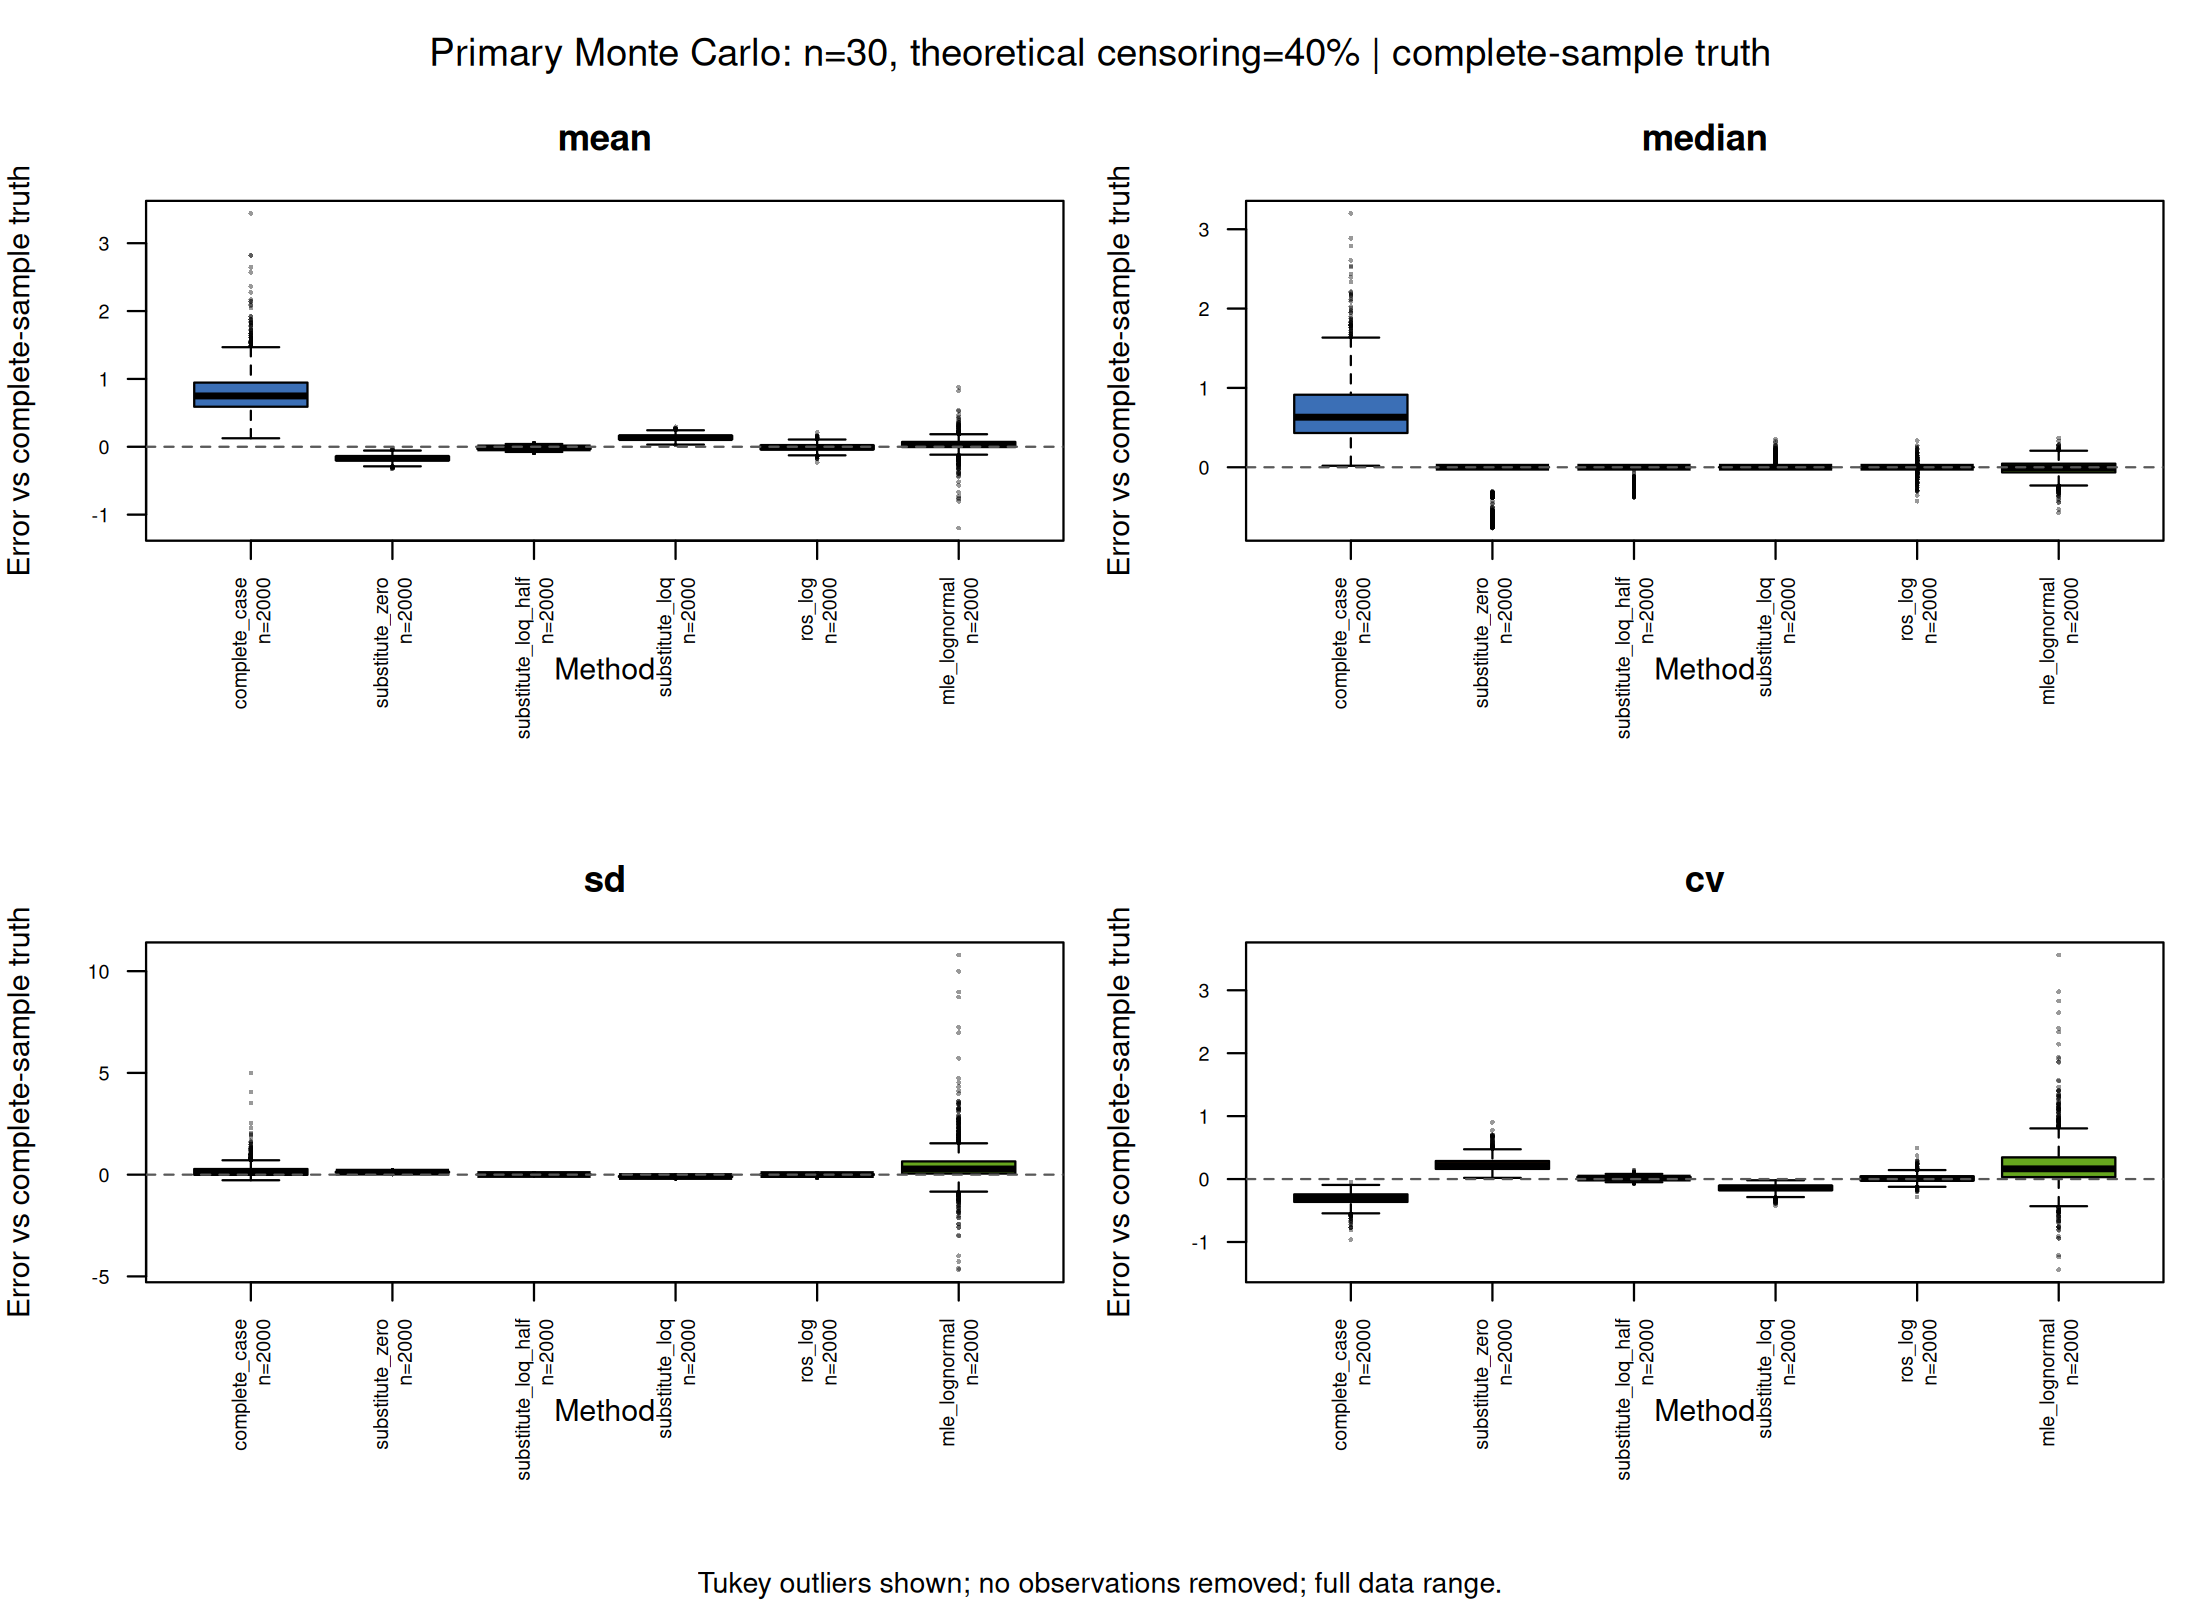 Primary Monte Carlo: n=30, theoretical censoring=40% | complete-sample truth
mean
Error vs complete-sample truth
3
2
1
0
-1
complete_case
n=2000
substitute_zero
n=2000
substitute_loq_half
n=2000
substitute_loq
n=2000
ros_log
n=2000
mle_lognormal
n=2000
Method
median
Error vs complete-sample truth
3
2
1
0
complete_case
n=2000
substitute_zero
n=2000
substitute_loq_half
n=2000
substitute_loq
n=2000
ros_log
n=2000
mle_lognormal
n=2000
Method
sd
Error vs complete-sample truth
10
5
0
-5
complete_case
n=2000
substitute_zero
n=2000
substitute_loq_half
n=2000
substitute_loq
n=2000
ros_log
n=2000
mle_lognormal
n=2000
Method
cv
Error vs complete-sample truth
3
2
1
0
-1
complete_case
n=2000
substitute_zero
n=2000
substitute_loq_half
n=2000
substitute_loq
n=2000
ros_log
n=2000
mle_lognormal
n=2000
Method
Tukey outliers shown; no observations removed; full data range.